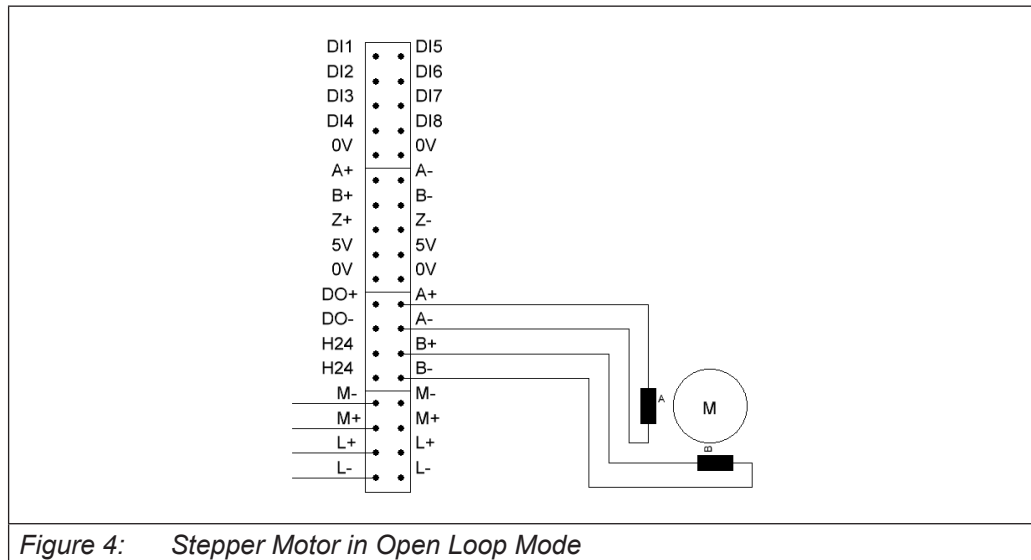 DI1 DI5
DI2 DI6
DI3 DI7
DI4 DI8
0V 0V
A+ A-
B+ B-
Z+ Z-
5V 5V
0V 0V
DO+ A+
DO- A-
H24 B+
H24 B-
M- M-
M+ M+
L+ L+
L- L-
A
M
B
Figure 4: Stepper Motor in Open Loop Mode